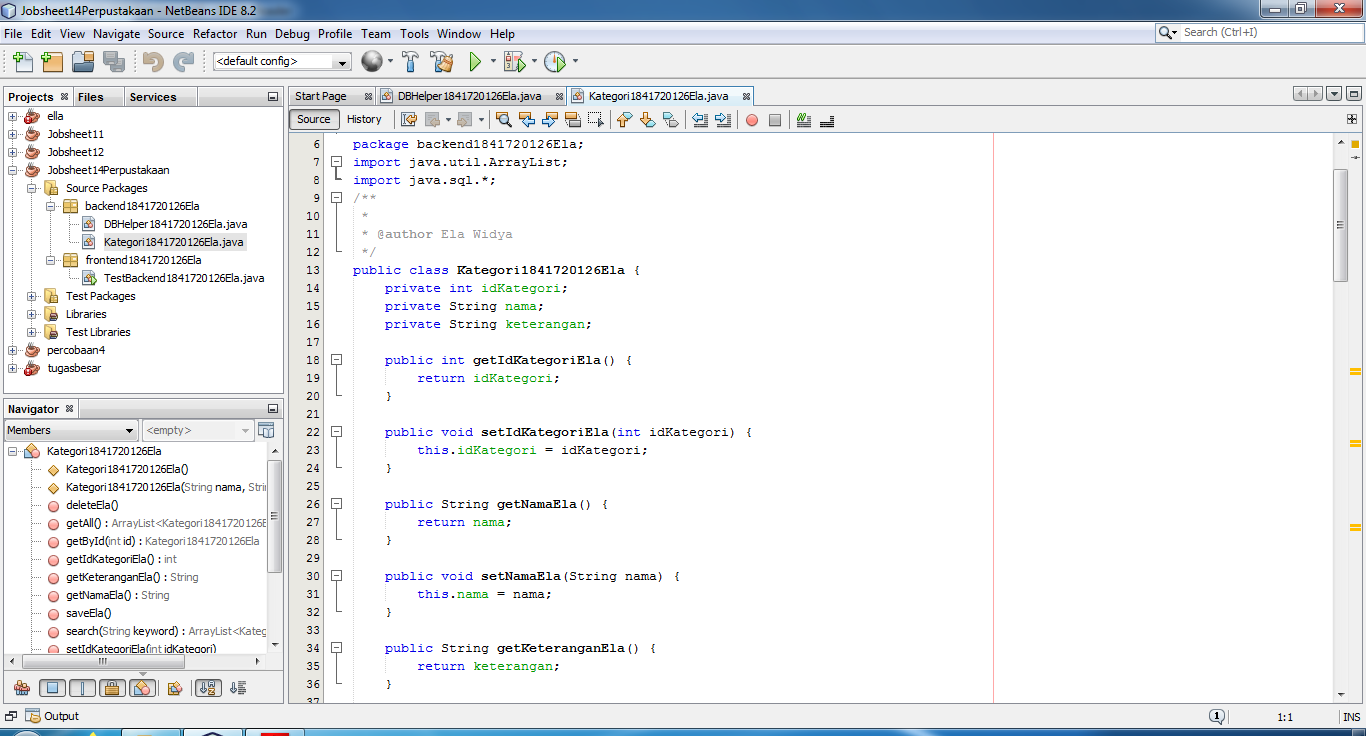 Jobsheet14Perpustakaan - NetBeans IDE 8.2
File Edit View Navigate Source Refactor Run Debug Profile Team Tools Window Help
Search (Ctrl+I)
<default config>
Projects Files Services
ella
Jobsheet11
Jobsheet12
Jobsheet14Perpustakaan
Source Packages
backend1841720126Ela
DBHelper1841720126Ela.java
Kategori1841720126Ela.java
frontend1841720126Ela
TestBackend1841720126Ela.java
Test Packages
Libraries
Test Libraries
percobaan4
tugasbesar
Navigator
Members <empty>
Kategori1841720126Ela
Kategori1841720126Ela()
Kategori1841720126Ela(String nama, Stri
deleteEla()
getAll() : ArrayList<Kategori1841720126E
getById(int id) : Kategori1841720126Ela
getIdKategoriEla() : int
getKeteranganEla() : String
getNamaEla() : String
saveEla()
search(String keyword) : ArrayList<Kateg
setIdKategoriEla(int idKategori)
Start Page DBHelper1841720126Ela.java Kategori1841720126Ela.java
Source History
6 package backend1841720126Ela;
7 import java.util.ArrayList;
8 import java.sql.*;
9 /**
10 *
11 * @author Ela Widya
12 */
13 public class Kategori1841720126Ela {
14 private int idKategori;
15 private String nama;
16 private String keterangan;
17
18 public int getIdKategoriEla() {
19 return idKategori;
20 }
21
22 public void setIdKategoriEla(int idKategori) {
23 this.idKategori = idKategori;
24 }
25
26 public String getNamaEla() {
27 return nama;
28 }
29
30 public void setNamaEla(String nama) {
31 this.nama = nama;
32 }
33
34 public String getKeteranganEla() {
35 return keterangan;
36 }
37
Output
1
1:1 INS